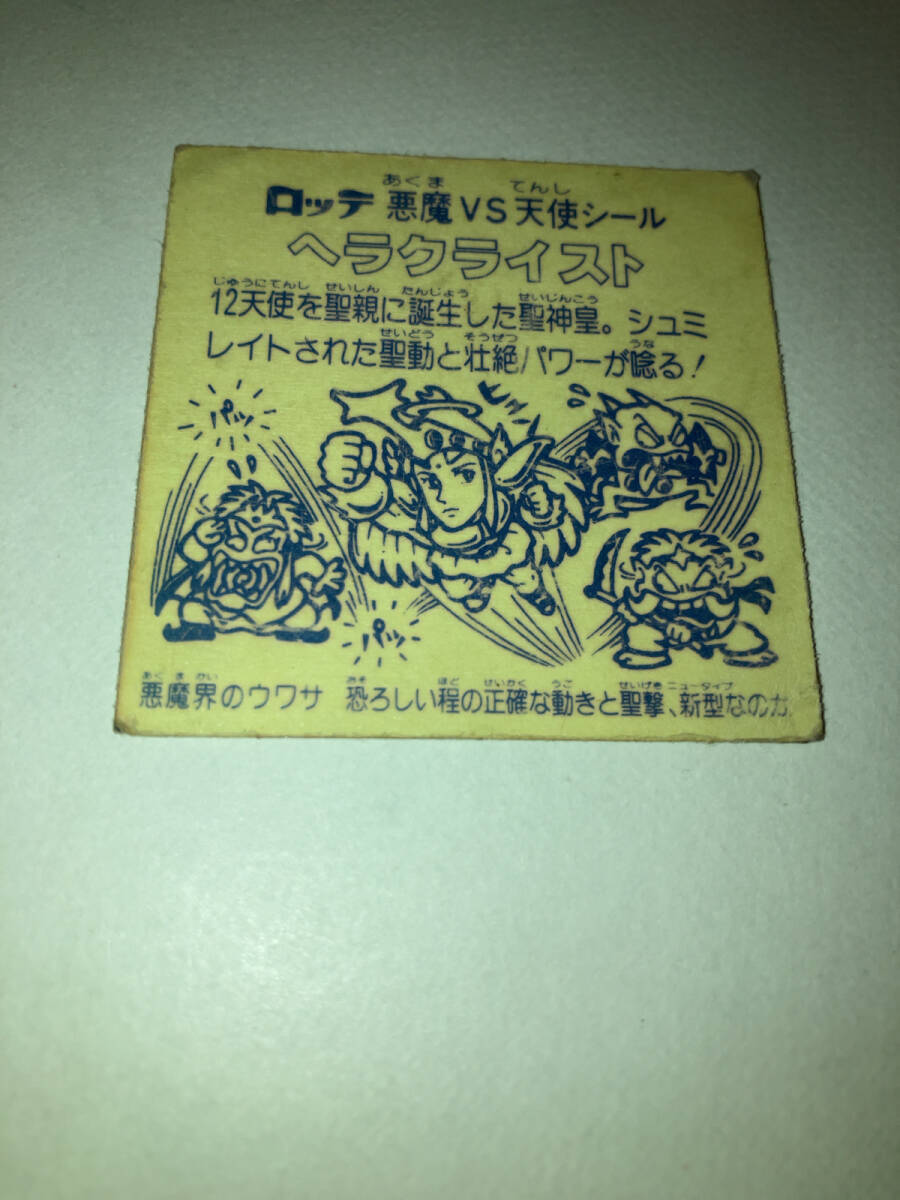 あくま てんし
ロッテ 悪魔VS天使シール
ヘラクライスト
じゅうにてんし せいしん たんじょう せいじんこう
12天使を聖親に誕生した聖神皇。シュミ
せいどう そうぜつ うな
レイトされた聖動と壮絶パワーが唸る!
ヒッ
パッ
パッ
あくまかい おそ ほど せいかく うご せいげき ニュータイプ
悪魔界のウワサ 恐ろしい程の正確な動きと聖撃、新型なのか